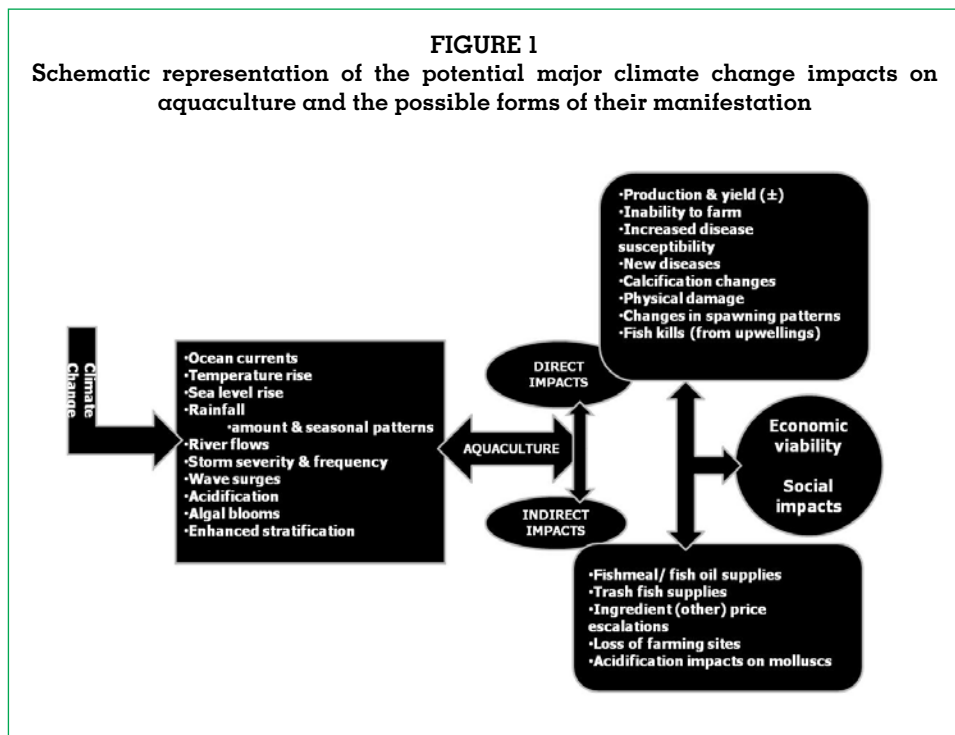 FIGURE 1
Schematic representation of the potential major climate change impacts on
aquaculture and the possible forms of their manifestation
Climate
Change
•Ocean currents
•Temperature rise
•Sea level rise
•Rainfall
•amount & seasonal patterns
•River flows
•Storm severity & frequency
•Wave surges
•Acidification
•Algal blooms
•Enhanced stratification
AQUACULTURE
DIRECT
IMPACTS
INDIRECT
IMPACTS
•Production & yield (±)
•Inability to farm
•Increased disease
susceptibility
•New diseases
•Calcification changes
•Physical damage
•Changes in spawning patterns
•Fish kills (from upwellings)
Economic
viability
Social
impacts
•Fishmeal/ fish oil supplies
•Trash fish supplies
•Ingredient (other) price
escalations
•Loss of farming sites
•Acidification impacts on molluscs